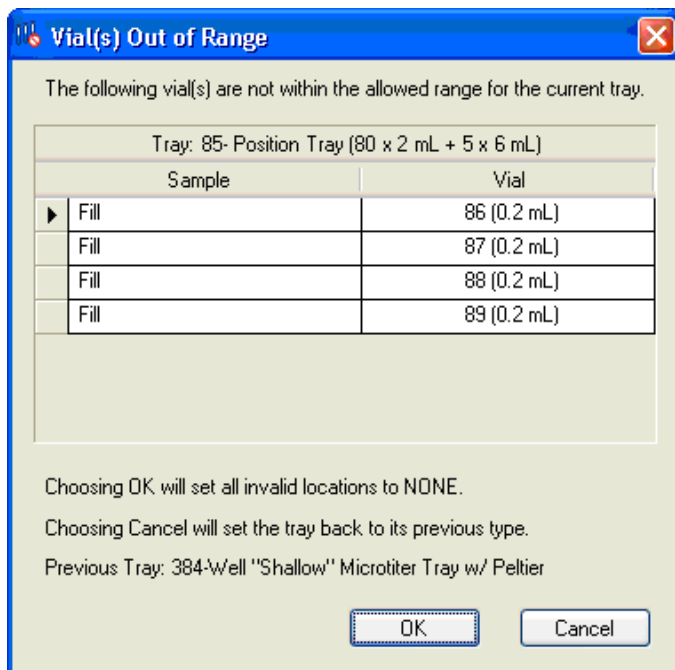 Vial(s) Out of Range
The following vial(s) are not within the allowed range for the current tray.
Tray: 85- Position Tray (80 x 2 mL + 5 x 6 mL)
Sample Vial
Fill 86 (0.2 mL)
Fill 87 (0.2 mL)
Fill 88 (0.2 mL)
Fill 89 (0.2 mL)
Choosing OK will set all invalid locations to NONE.
Choosing Cancel will set the tray back to its previous type.
Previous Tray: 384-Well "Shallow" Microtiter Tray w/ Peltier
OK Cancel